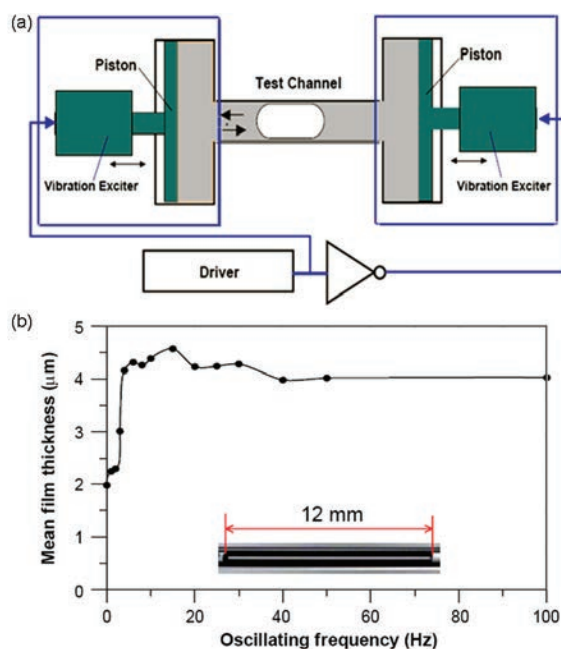 (a)
Piston
Test Channel
Piston
Vibration Exciter
Vibration Exciter
Driver
(b)
Mean film thickness (μm)
5
4
3
2
1
0
12 mm
0 20 40 60 80 100
Oscillating frequency (Hz)